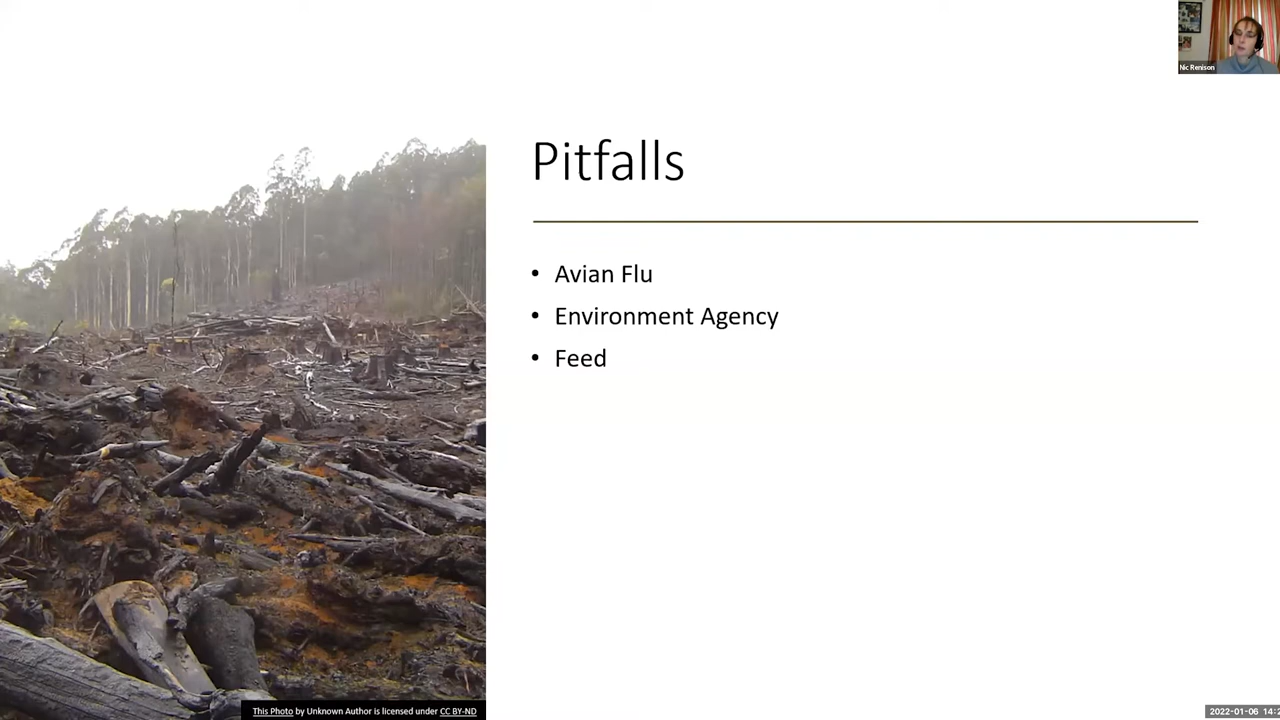 Nic Renison
Pitfalls
• Avian Flu
• Environment Agency
• Feed
This Photo by Unknown Author is licensed under CC BY-ND
2022-01-06